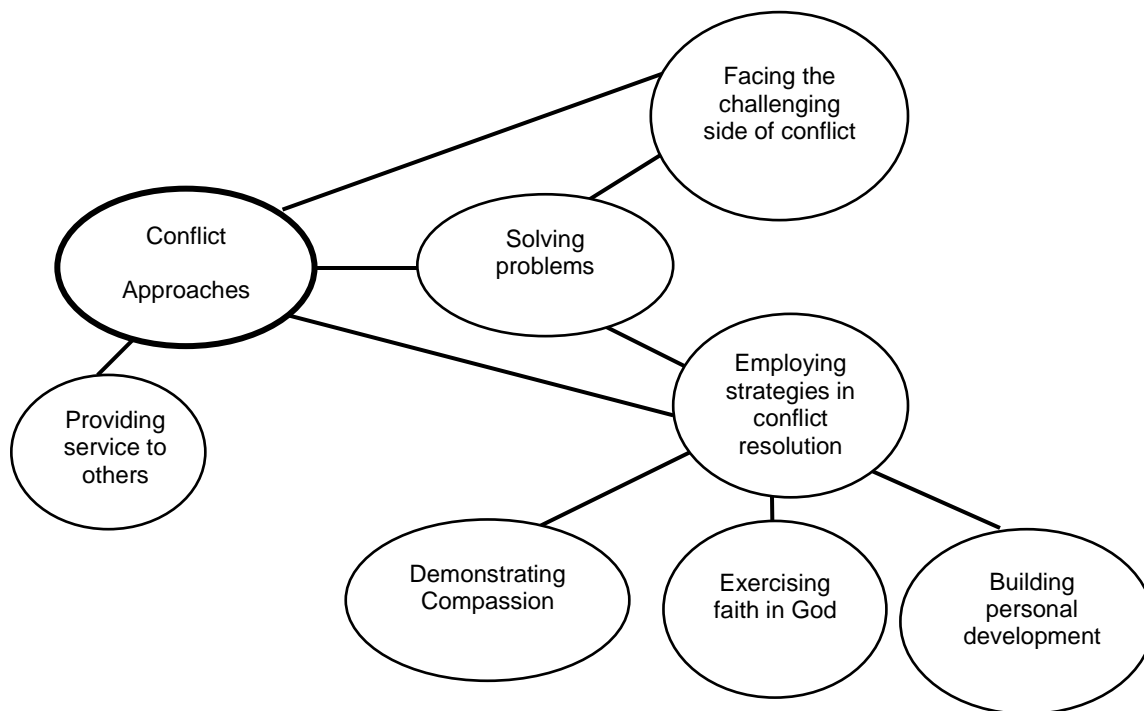 Facing the
challenging
side of conflict
Conflict
Approaches
Solving
problems
Employing
strategies in
conflict
resolution
Providing
service to
others
Demonstrating
Compassion
Exercising
faith in God
Building
personal
development